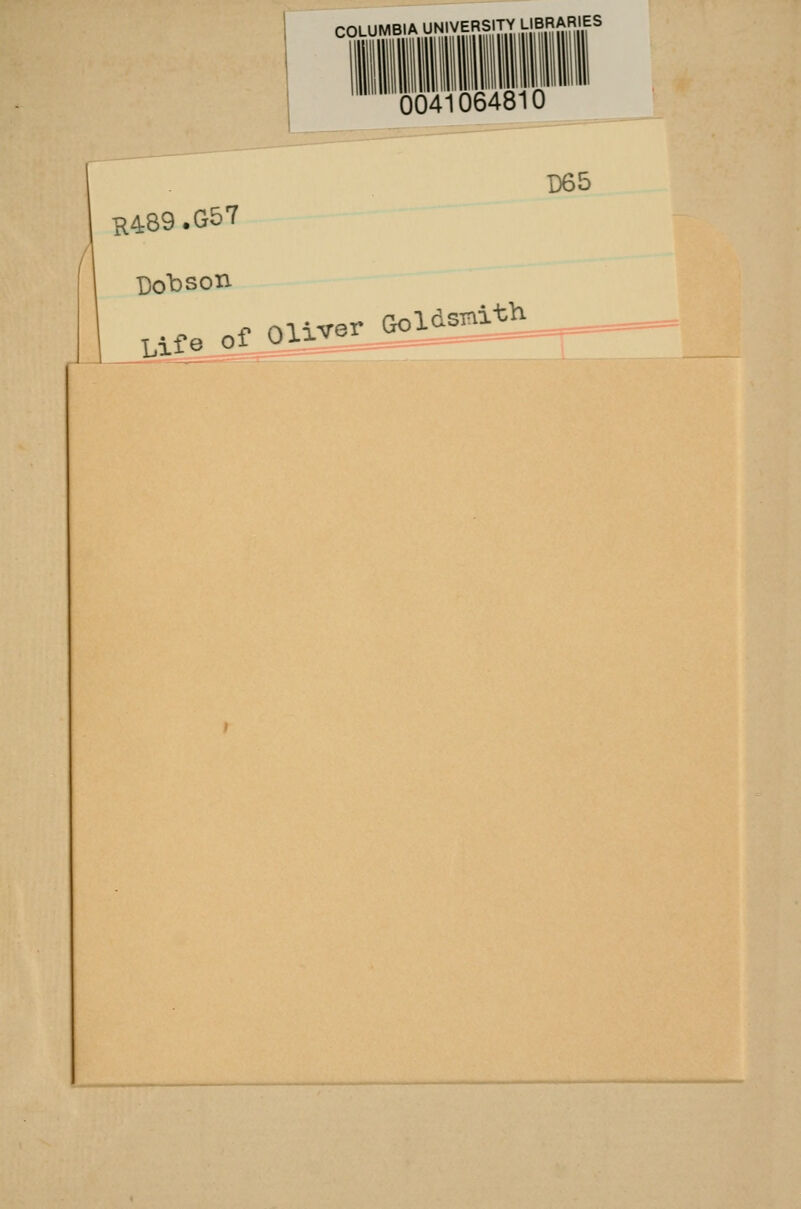 COLUMBIA UNIVERSITY LIBRARIES
0041064810
D65
R489.G57
Dobson
Life of Oliver Goldsmith